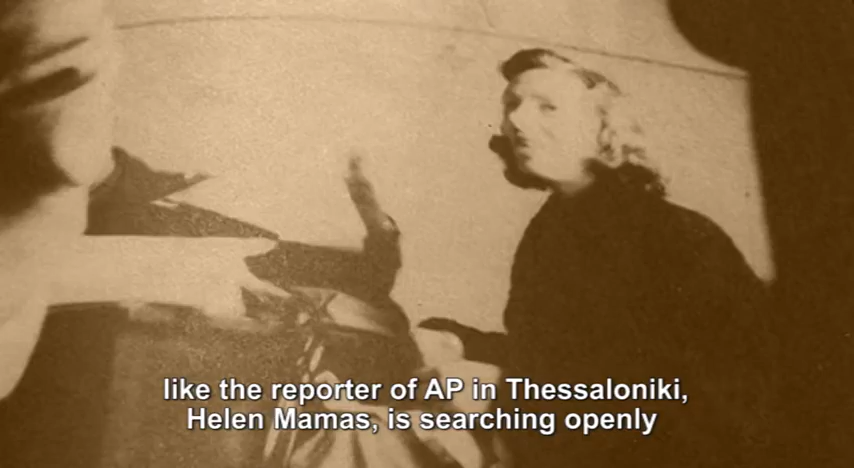 like the reporter of AP in Thessaloniki,
Helen Mamas, is searching openly